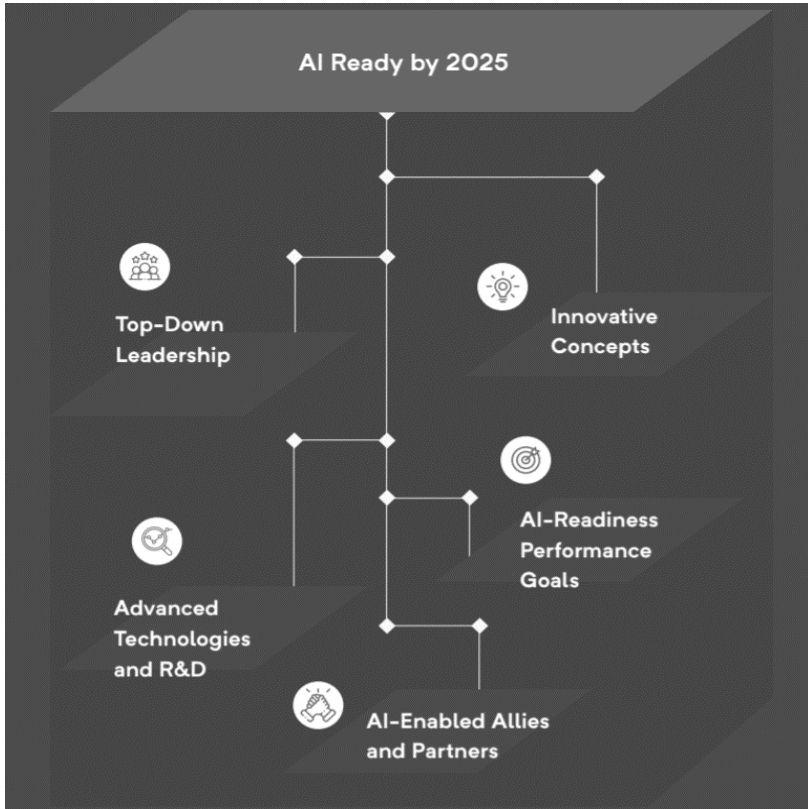 AI Ready by 2025
Top-Down
Leadership
Innovative
Concepts
AI-Readiness
Performance
Goals
Advanced
Technologies
and R&D
AI-Enabled Allies
and Partners